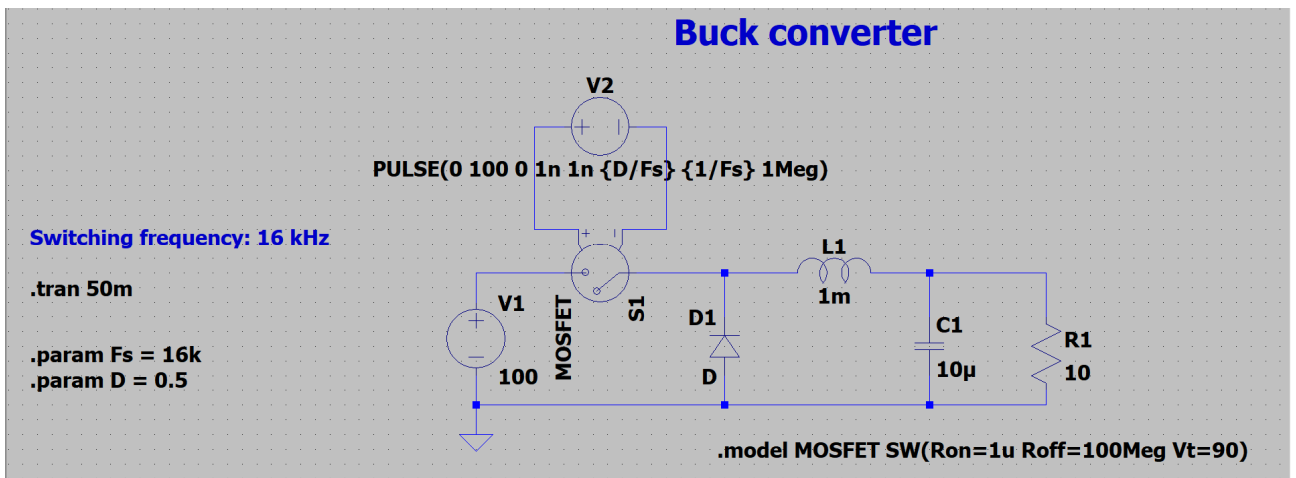 Buck converter
V2
PULSE(0 100 0 1n 1n {D/Fs} {1/Fs} 1Meg)
Switching frequency: 16 kHz
.tran 50m
.param Fs = 16k
.param D = 0.5
V1
100
MOSFET
S1
D1
D
L1
1m
C1
10µ
R1
10
.model MOSFET SW(Ron=1u Roff=100Meg Vt=90)